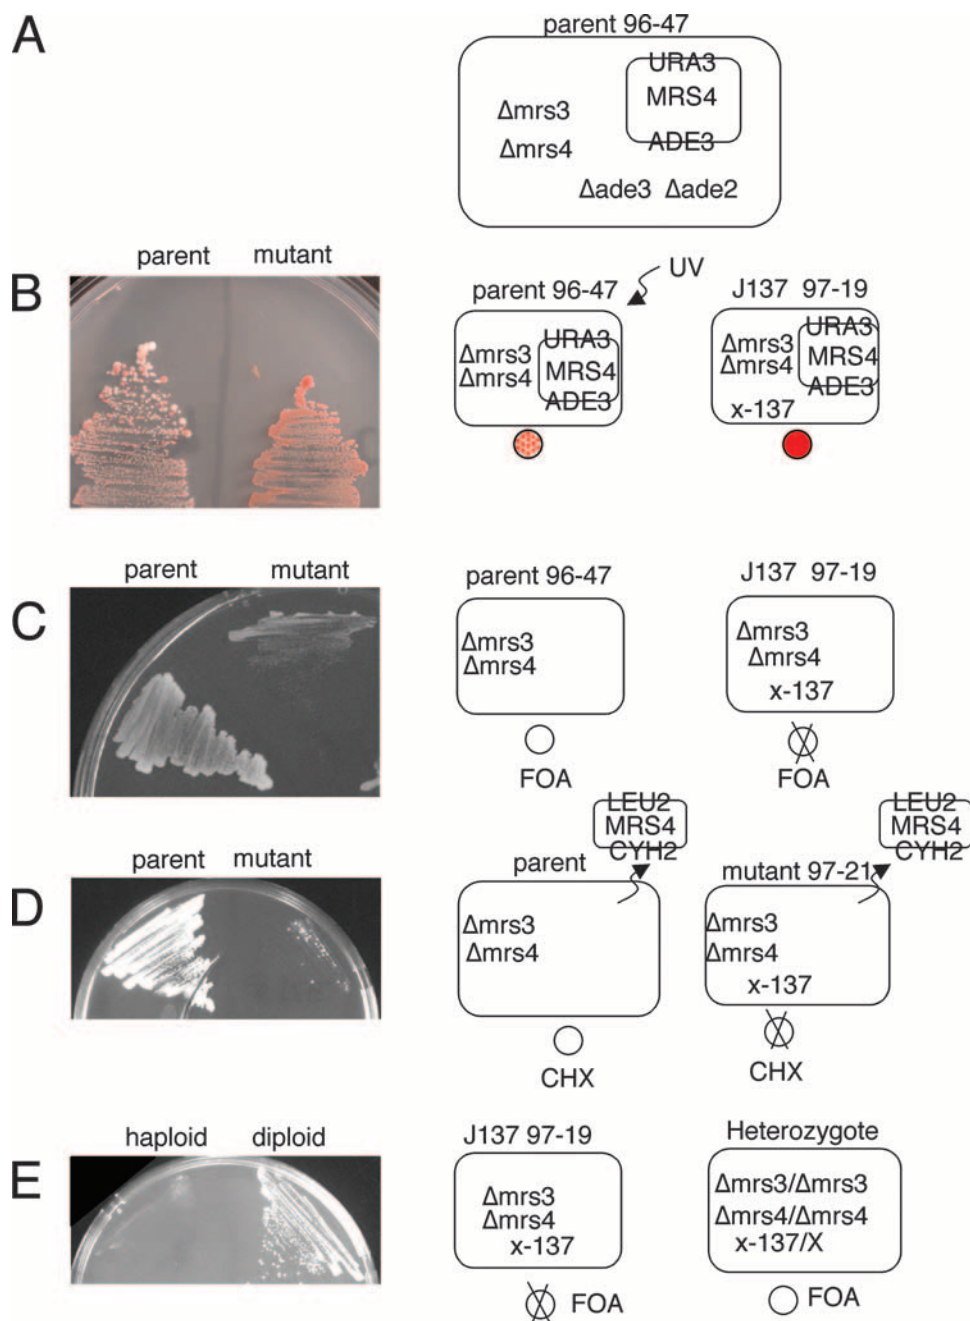 A
parent 96-47
URA3
MRS4
ADE3
Δmrs3
Δmrs4
Δade3 Δade2
B
parent mutant
parent 96-47
UV
URA3
Δmrs3
Δmrs4
MRS4
ADE3
J137 97-19
URA3
Δmrs3
Δmrs4
MRS4
ADE3
x-137
C
parent mutant
parent 96-47
Δmrs3
Δmrs4
FOA
J137 97-19
Δmrs3
Δmrs4
x-137
FOA
D
parent mutant
LEU2
MRS4
CYH2
parent
Δmrs3
Δmrs4
CHX
LEU2
MRS4
CYH2
mutant 97-21
Δmrs3
Δmrs4
x-137
CHX
E
haploid diploid
J137 97-19
Δmrs3
Δmrs4
x-137
FOA
Heterozygote
Δmrs3/Δmrs3
Δmrs4/Δmrs4
x-137/X
FOA